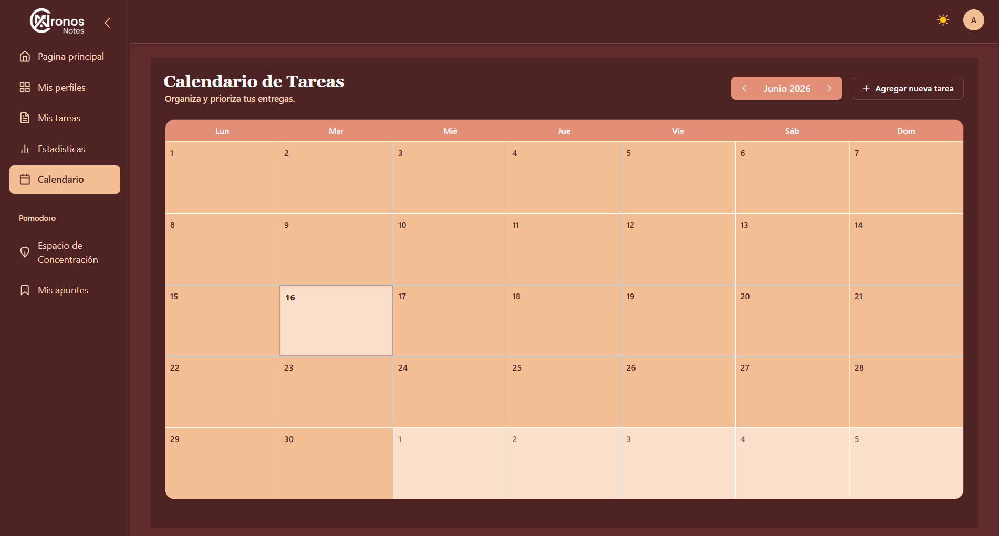 Kronos
Notes
Pagina principal
Mis perfiles
Mis tareas
Estadisticas
Calendario
Pomodoro
Espacio de
Concentración
Mis apuntes
A
Calendario de Tareas
Organiza y prioriza tus entregas.
Junio 2026
Agregar nueva tarea
Lun Mar Mié Jue Vie Sáb Dom
1 2 3 4 5 6 7
8 9 10 11 12 13 14
15 16 17 18 19 20 21
22 23 24 25 26 27 28
29 30 1 2 3 4 5